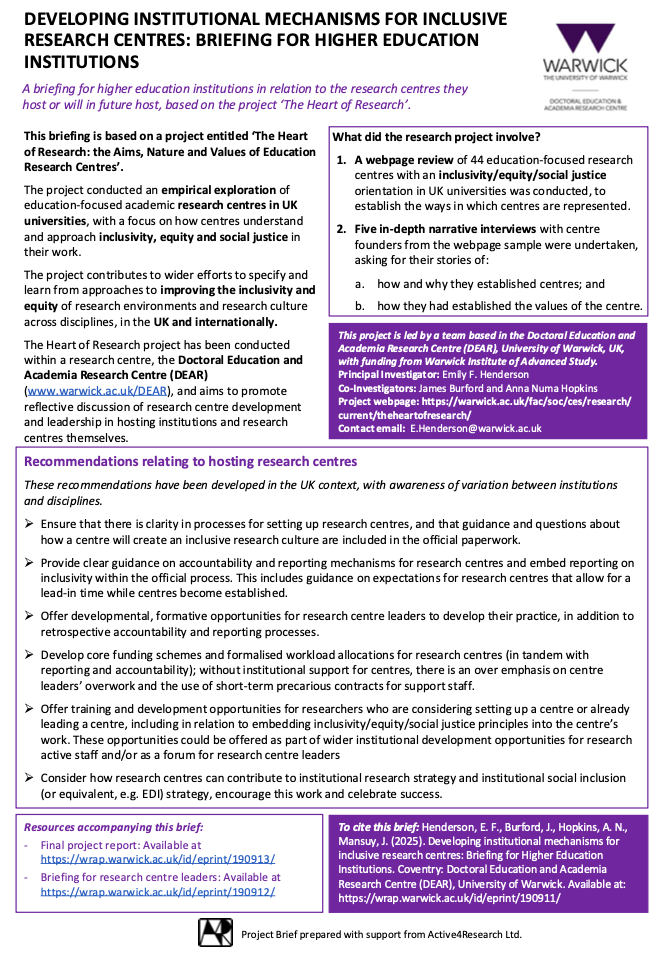 DEVELOPING INSTITUTIONAL MECHANISMS FOR INCLUSIVE
RESEARCH CENTRES: BRIEFING FOR HIGHER EDUCATION
INSTITUTIONS
A briefing for higher education institutions in relation to the research centres they
host or will in future host, based on the project ‘The Heart of Research’.
WARWICK
THE UNIVERSITY OF WARWICK
DOCTORAL EDUCATION &
ACADEMIA RESEARCH CENTRE
This briefing is based on a project entitled ‘The Heart
of Research: the Aims, Nature and Values of Education
Research Centres’.
The project conducted an empirical exploration of
education-focused academic research centres in UK
universities, with a focus on how centres understand
and approach inclusivity, equity and social justice in
their work.
The project contributes to wider efforts to specify and
learn from approaches to improving the inclusivity and
equity of research environments and research culture
across disciplines, in the UK and internationally.
The Heart of Research project has been conducted
within a research centre, the Doctoral Education and
Academia Research Centre (DEAR)
(www.warwick.ac.uk/DEAR), and aims to promote
reflective discussion of research centre development
and leadership in hosting institutions and research
centres themselves.
What did the research project involve?
1. A webpage review of 44 education-focused research
centres with an inclusivity/equity/social justice
orientation in UK universities was conducted, to
establish the ways in which centres are represented.
2. Five in-depth narrative interviews with centre
founders from the webpage sample were undertaken,
asking for their stories of:
a. how and why they established centres; and
b. how they had established the values of the centre.
This project is led by a team based in the Doctoral Education and
Academia Research Centre (DEAR), University of Warwick, UK,
with funding from Warwick Institute of Advanced Study.
Principal Investigator: Emily F. Henderson
Co-Investigators: James Burford and Anna Numa Hopkins
Project webpage: https://warwick.ac.uk/fac/soc/ces/research/
current/theheartofresearch/
Contact email: E.Henderson@warwick.ac.uk
Recommendations relating to hosting research centres
These recommendations have been developed in the UK context, with awareness of variation between institutions
and disciplines.
➢ Ensure that there is clarity in processes for setting up research centres, and that guidance and questions about
how a centre will create an inclusive research culture are included in the official paperwork.
➢ Provide clear guidance on accountability and reporting mechanisms for research centres and embed reporting on
inclusivity within the official process. This includes guidance on expectations for research centres that allow for a
lead-in time while centres become established.
➢ Offer developmental, formative opportunities for research centre leaders to develop their practice, in addition to
retrospective accountability and reporting processes.
➢ Develop core funding schemes and formalised workload allocations for research centres (in tandem with
reporting and accountability); without institutional support for centres, there is an over emphasis on centre
leaders’ overwork and the use of short-term precarious contracts for support staff.
➢ Offer training and development opportunities for researchers who are considering setting up a centre or already
leading a centre, including in relation to embedding inclusivity/equity/social justice principles into the centre’s
work. These opportunities could be offered as part of wider institutional development opportunities for research
active staff and/or as a forum for research centre leaders
➢ Consider how research centres can contribute to institutional research strategy and institutional social inclusion
(or equivalent, e.g. EDI) strategy, encourage this work and celebrate success.
Resources accompanying this brief:
- Final project report: Available at
https://wrap.warwick.ac.uk/id/eprint/190913/
- Briefing for research centre leaders: Available at
https://wrap.warwick.ac.uk/id/eprint/190912/
To cite this brief: Henderson, E. F., Burford, J., Hopkins, A. N.,
Mansuy, J. (2025). Developing institutional mechanisms for
inclusive research centres: Briefing for Higher Education
Institutions. Coventry: Doctoral Education and Academia
Research Centre (DEAR), University of Warwick. Available at:
https://wrap.warwick.ac.uk/id/eprint/190911/
A4R
Project Brief prepared with support from Active4Research Ltd.